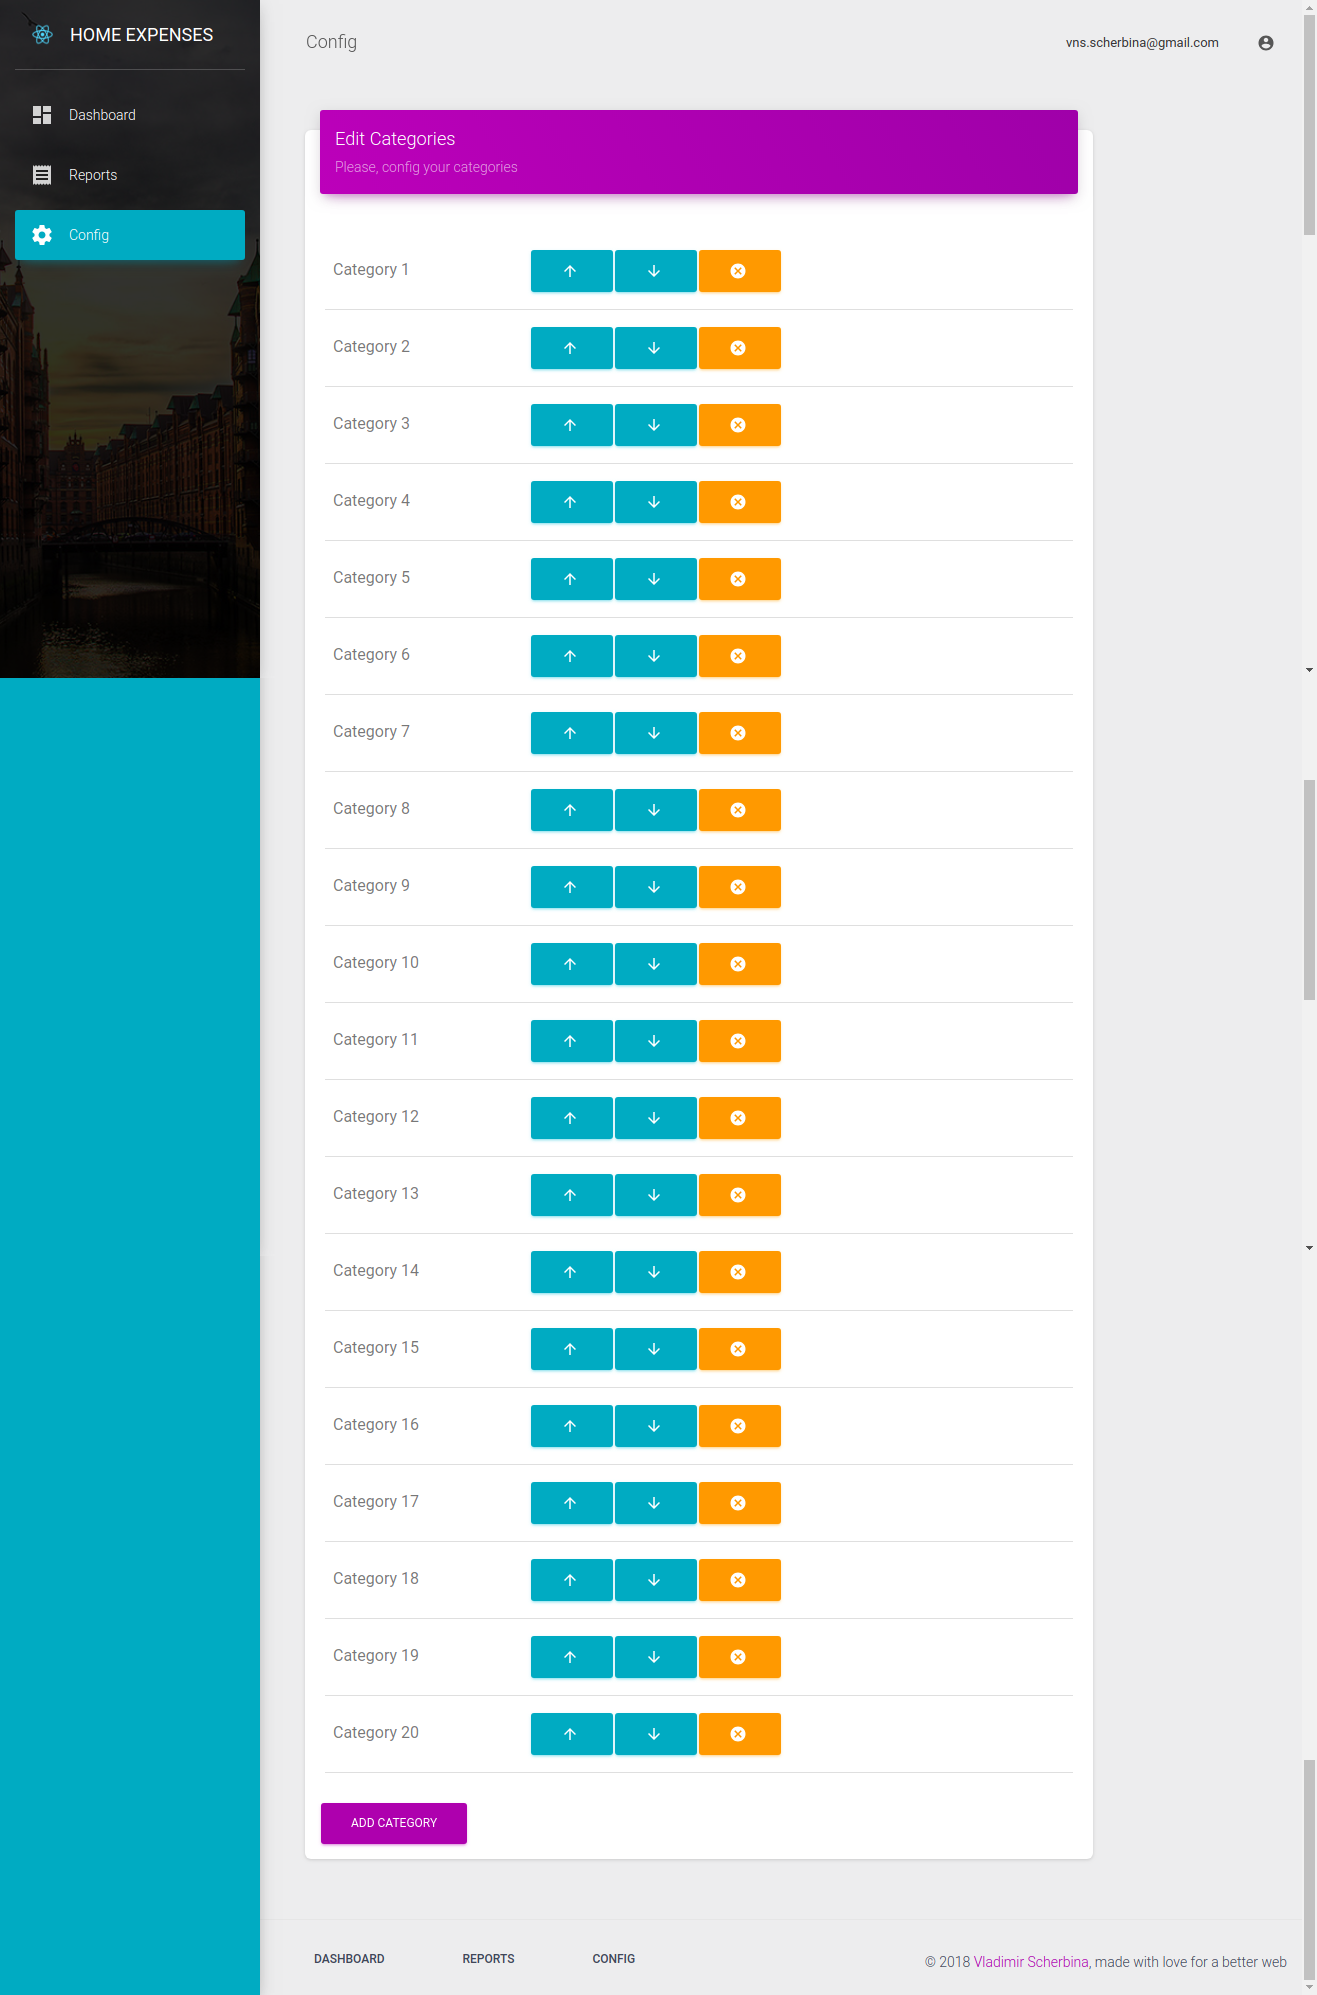 HOME EXPENSES
Dashboard
Reports
Config
Config
vns.scherbina@gmail.com
Edit Categories
Please, config your categories
Category 1
Category 2
Category 3
Category 4
Category 5
Category 6
Category 7
Category 8
Category 9
Category 10
Category 11
Category 12
Category 13
Category 14
Category 15
Category 16
Category 17
Category 18
Category 19
Category 20
ADD CATEGORY
DASHBOARD
REPORTS
CONFIG
© 2018 Vladimir Scherbina, made with love for a better web